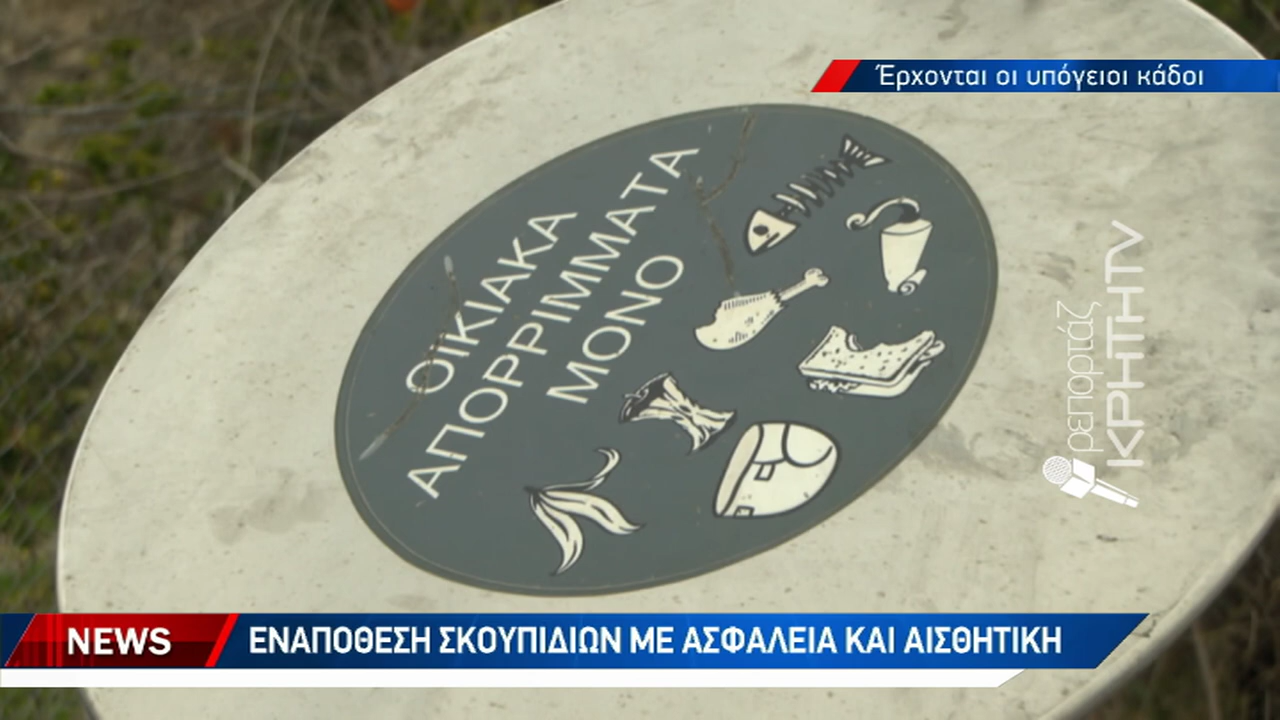 Έρχονται οι υπόγειοι κάδοι
ΟΙΚΙΑΚΑ
ΑΠΟΡΡΙΜΜΑΤΑ
ΜΟΝΟ
ρεπορτάζ
ΚΡΗΤΗTV
NEWS
ΕΝΑΠΟΘΕΣΗ ΣΚΟΥΠΙΔΙΩΝ ΜΕ ΑΣΦΑΛΕΙΑ ΚΑΙ ΑΙΣΘΗΤΙΚΗ